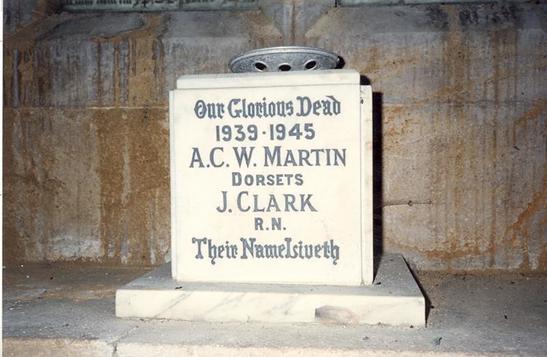 Our Glorious Dead
1939-1945
A.C.W. MARTIN
DORSETS
J. CLARK
R.N.
Their Name Liveth